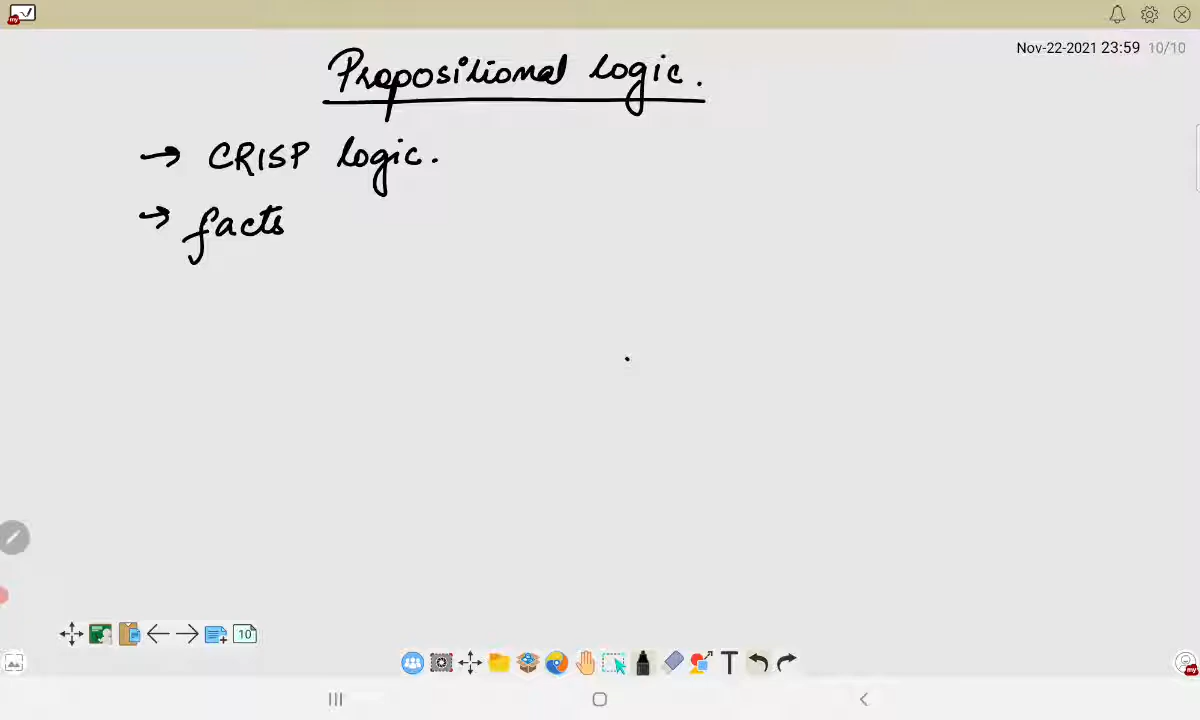 Nov-22-2021 23:59 10/10
Propositional logic.
→ CRISP logic.
→ facts
10